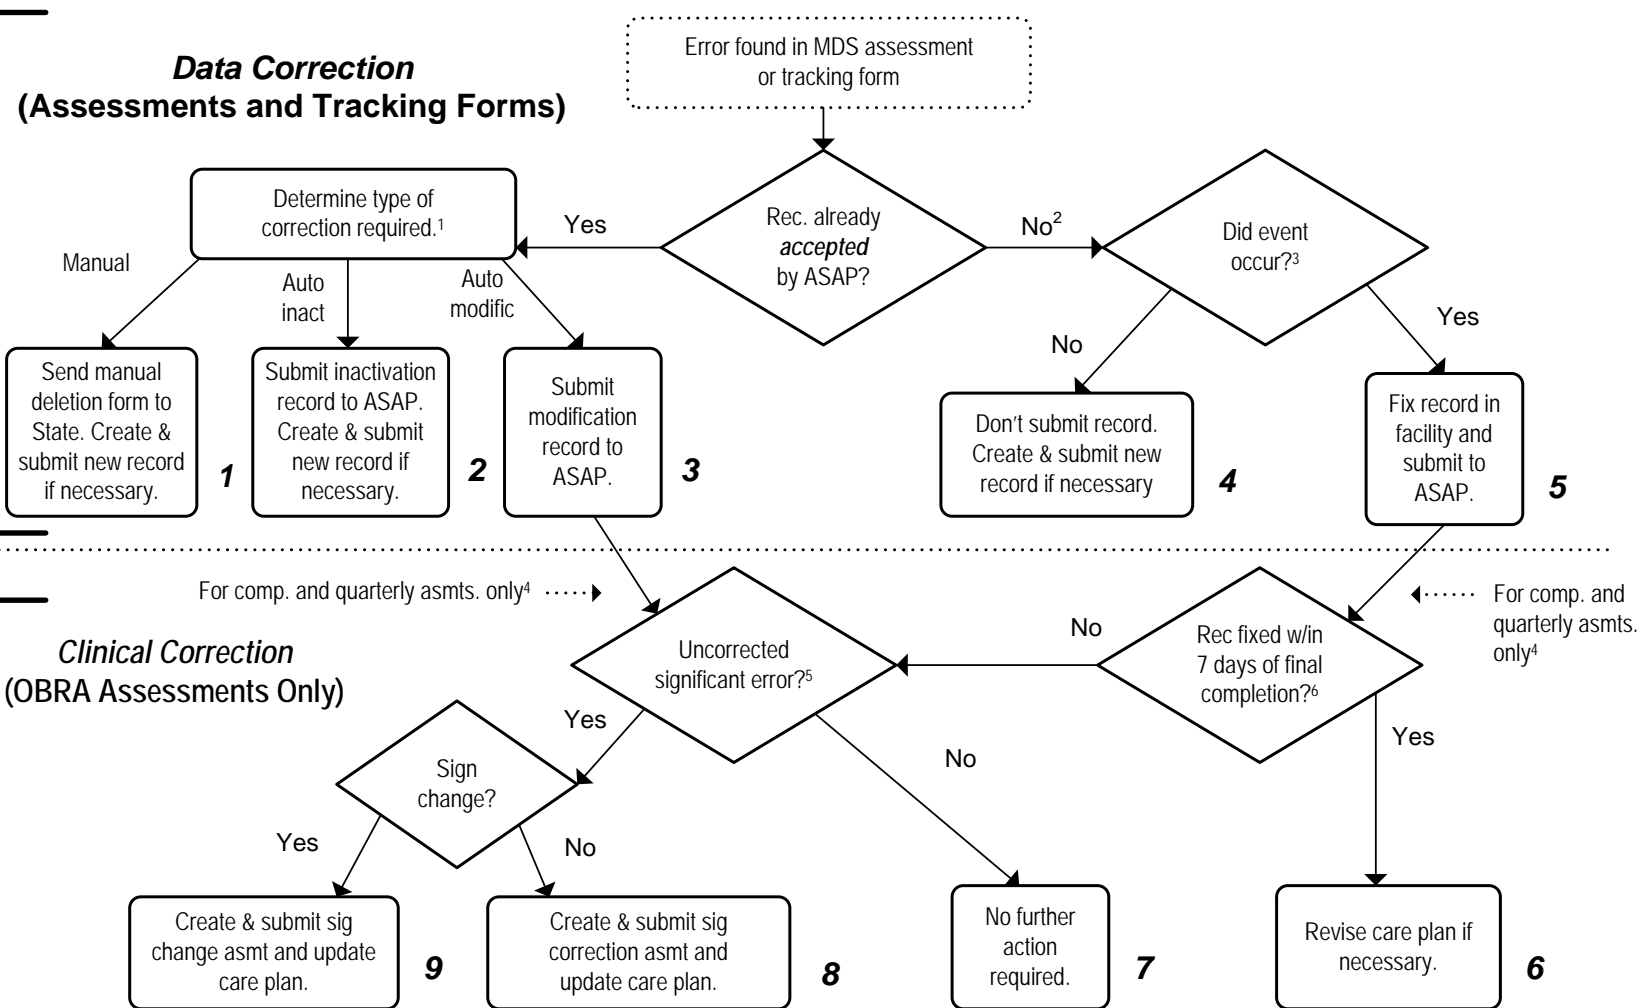 Data Correction
(Assessments and Tracking Forms)
Error found in MDS assessment
or tracking form
Determine type of
correction required.¹
Yes
Rec. already
accepted
by ASAP?
No²
Did event
occur?³
Manual
Auto
inact
Auto
modific
No
Yes
Send manual
deletion form to
State. Create &
submit new record
if necessary.
1
Submit inactivation
record to ASAP.
Create & submit
new record if
necessary.
2
Submit
modification
record to
ASAP.
3
Don't submit record.
Create & submit new
record if necessary
4
Fix record in
facility and
submit to
ASAP.
5
For comp. and quarterly asmts. only⁴
For comp. and
quarterly asmts.
only⁴
Clinical Correction
(OBRA Assessments Only)
Uncorrected
significant error?⁵
No
Rec fixed w/in
7 days of final
completion?⁶
Yes
No
Yes
Sign
change?
Yes
No
Create & submit sig
change asmt and update
care plan.
9
Create & submit sig
correction asmt and
update care plan.
8
No further
action
required.
7
Revise care plan if
necessary.
6